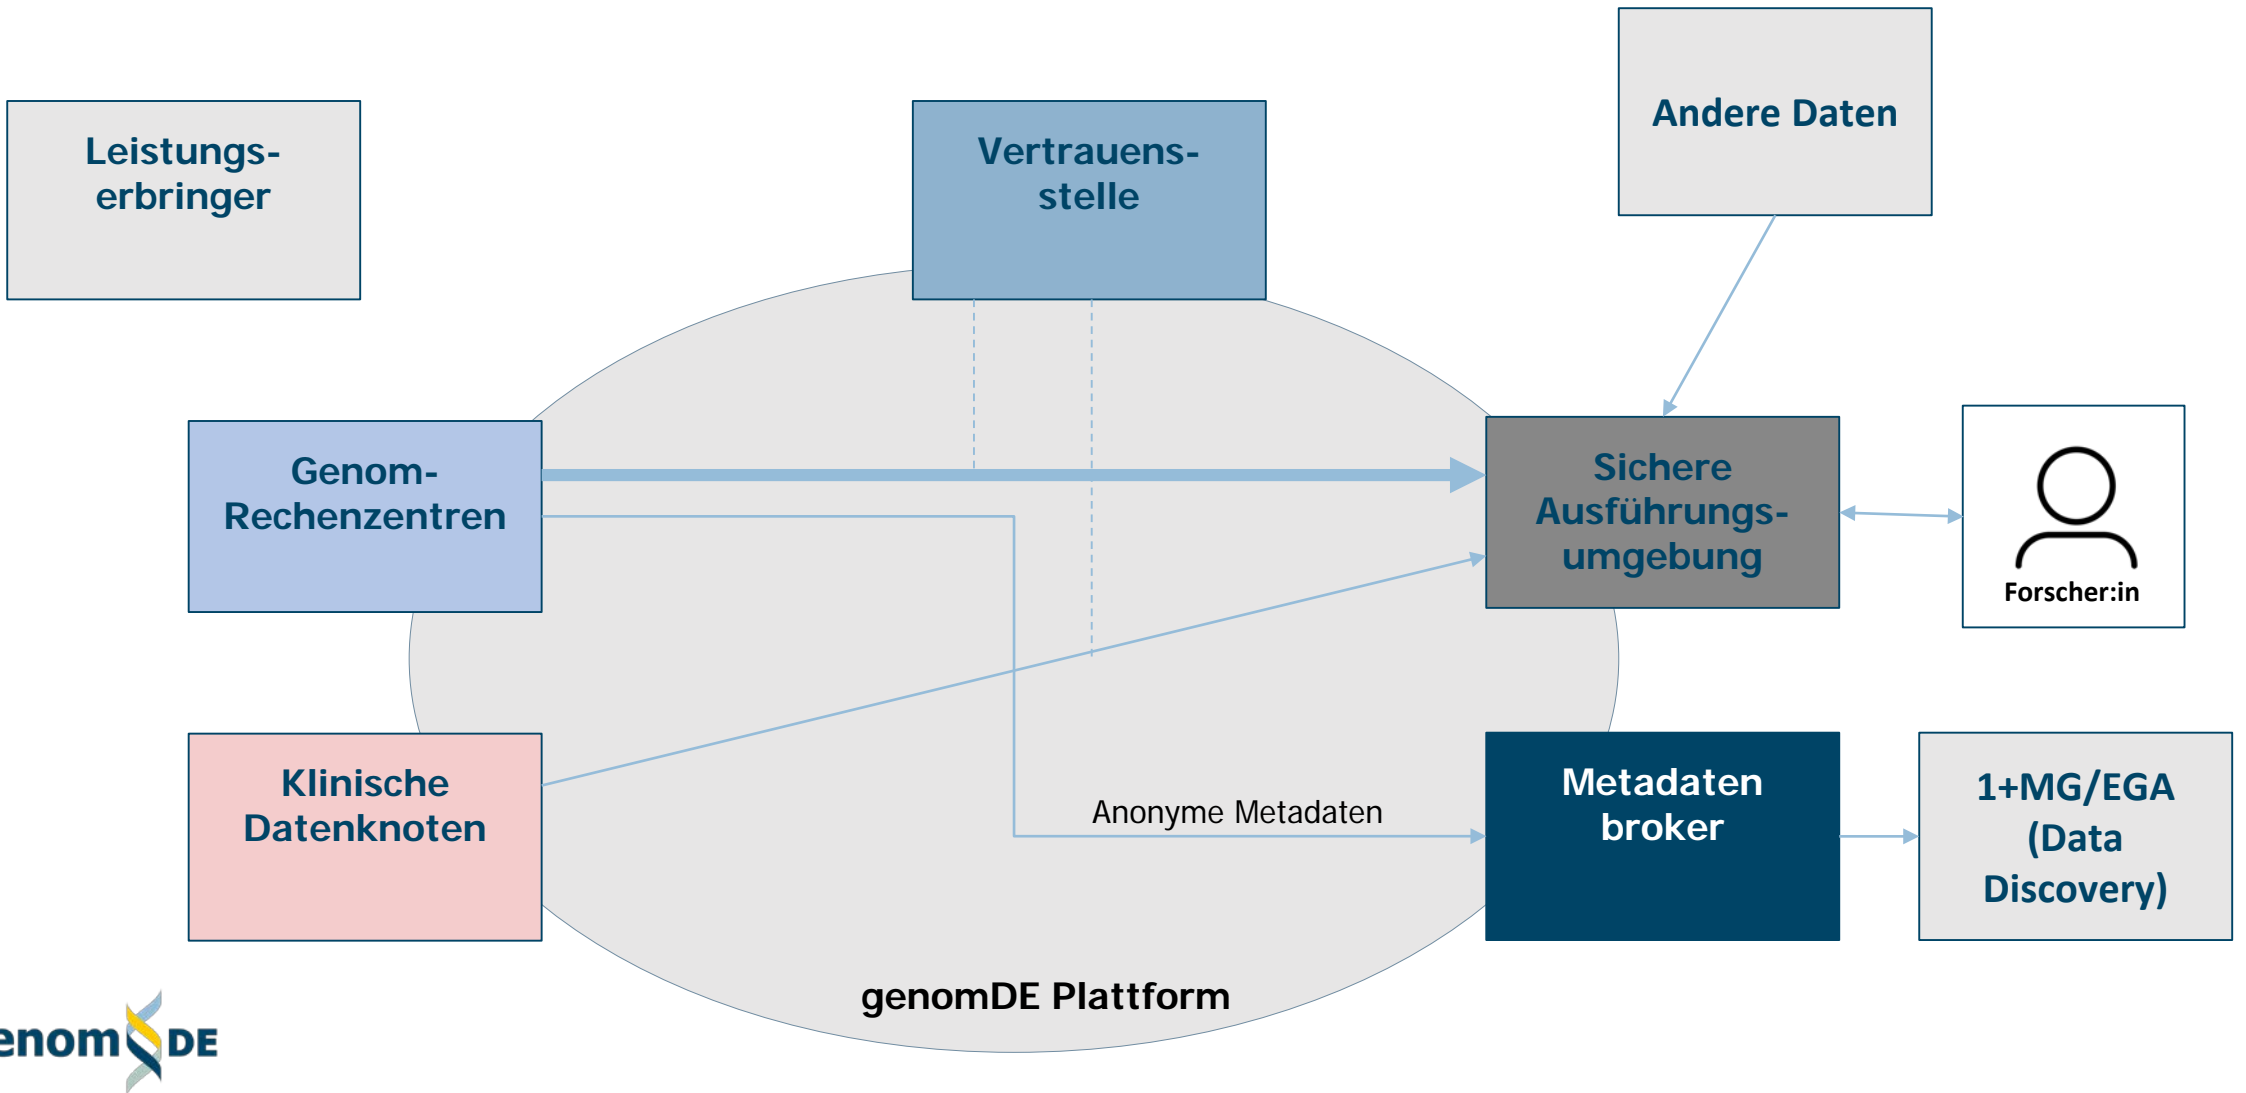 Andere Daten
Leistungs-
erbringer
Vertrauens-
stelle
Genom-
Rechenzentren
Sichere
Ausführungs-
umgebung
Forscher:in
Klinische
Datenknoten
Anonyme Metadaten
Metadaten
broker
1+MG/EGA
(Data
Discovery)
genomDE Plattform
enom DE